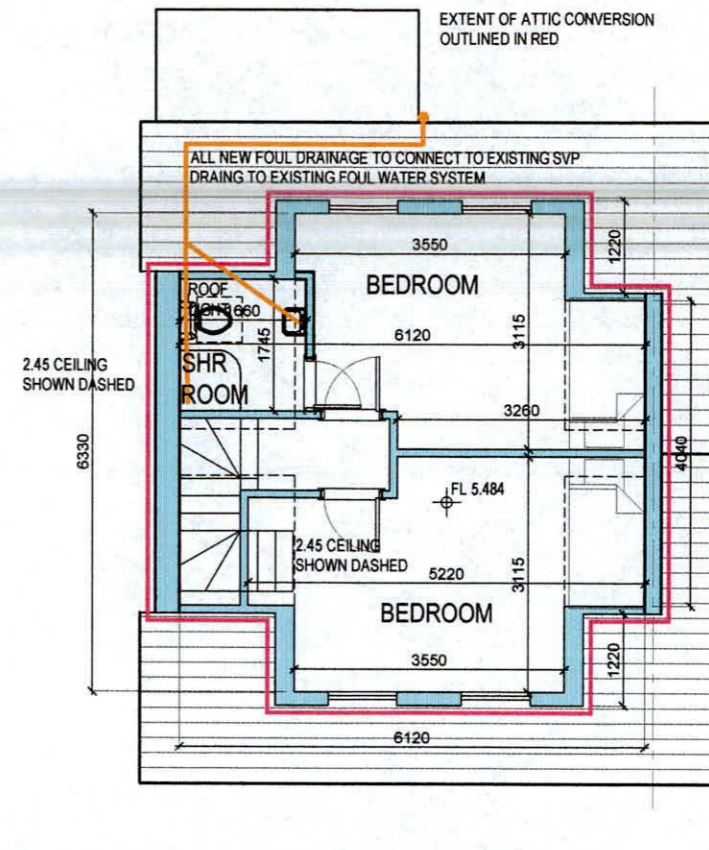 EXTENT OF ATTIC CONVERSION
OUTLINED IN RED
ALL NEW FOUL DRAINAGE TO CONNECT TO EXISTING SVP
DRAING TO EXISTING FOUL WATER SYSTEM
3550
1220
BEDROOM
ROOF
1660
6120
3115
1745
2.45 CEILING
SHOWN DASHED
SHR
ROOM
3260
6330
4040
FL 5.484
2.45 CEILING
SHOWN DASHED
5220
3115
BEDROOM
3550
1220
6120